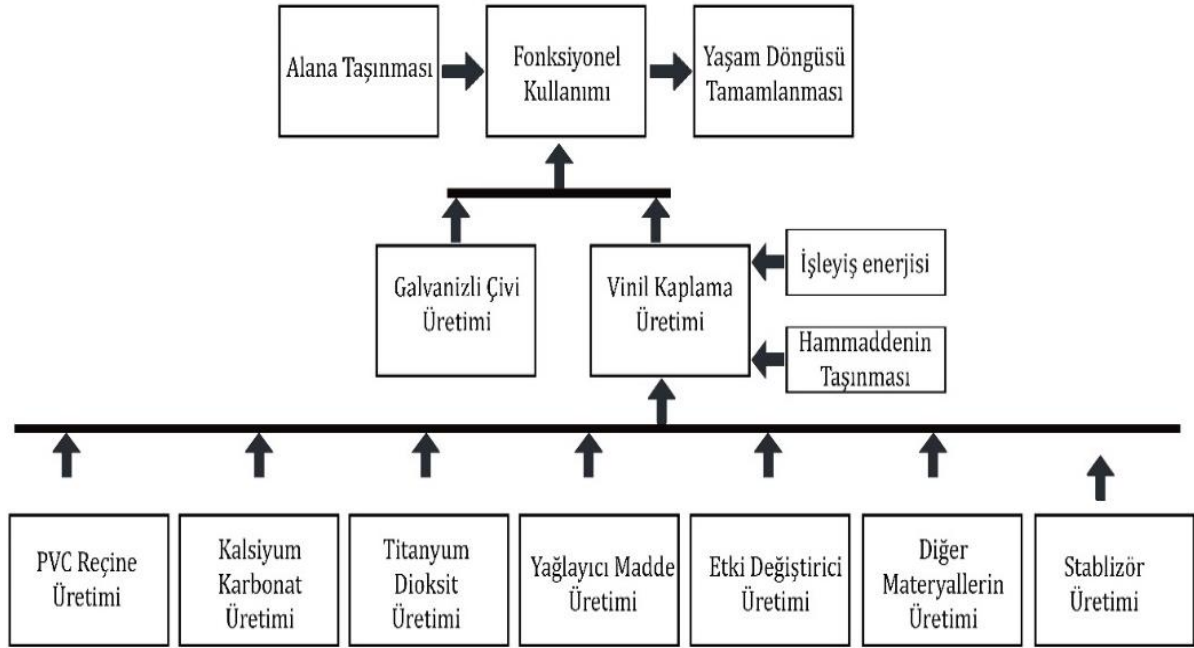 Alana Taşınması
Fonksiyonel
Kullanımı
Yaşam Döngüsü
Tamamlanması
Galvanizli Çivi
Üretimi
Vinil Kaplama
Üretimi
İşleyiş enerjisi
Hammaddenin
Taşınması
PVC Reçine
Üretimi
Kalsiyum
Karbonat
Üretimi
Titanyum
Dioksit
Üretimi
Yağlayıcı Madde
Üretimi
Etki Değiştirici
Üretimi
Diğer
Materyallerin
Üretimi
Stablizör
Üretimi